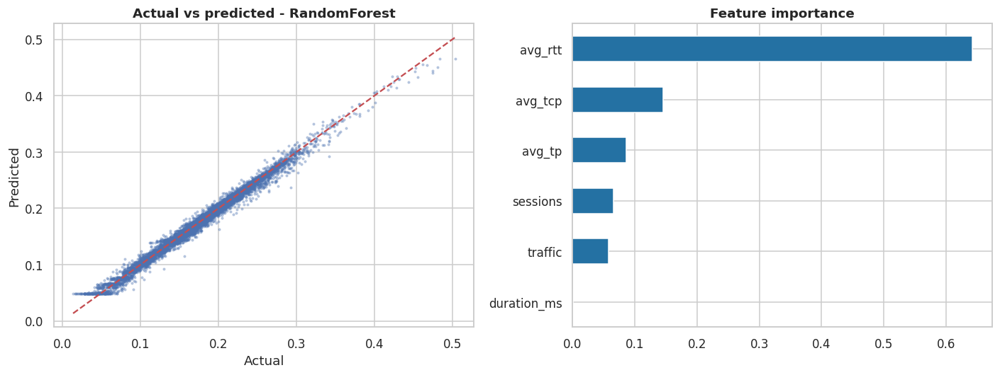 Actual vs predicted - RandomForest
Predicted
0.5
0.4
0.3
0.2
0.1
0.0
0.0 0.1 0.2 0.3 0.4 0.5
Actual
Feature importance
avg_rtt
avg_tcp
avg_tp
sessions
traffic
duration_ms
0.0 0.1 0.2 0.3 0.4 0.5 0.6